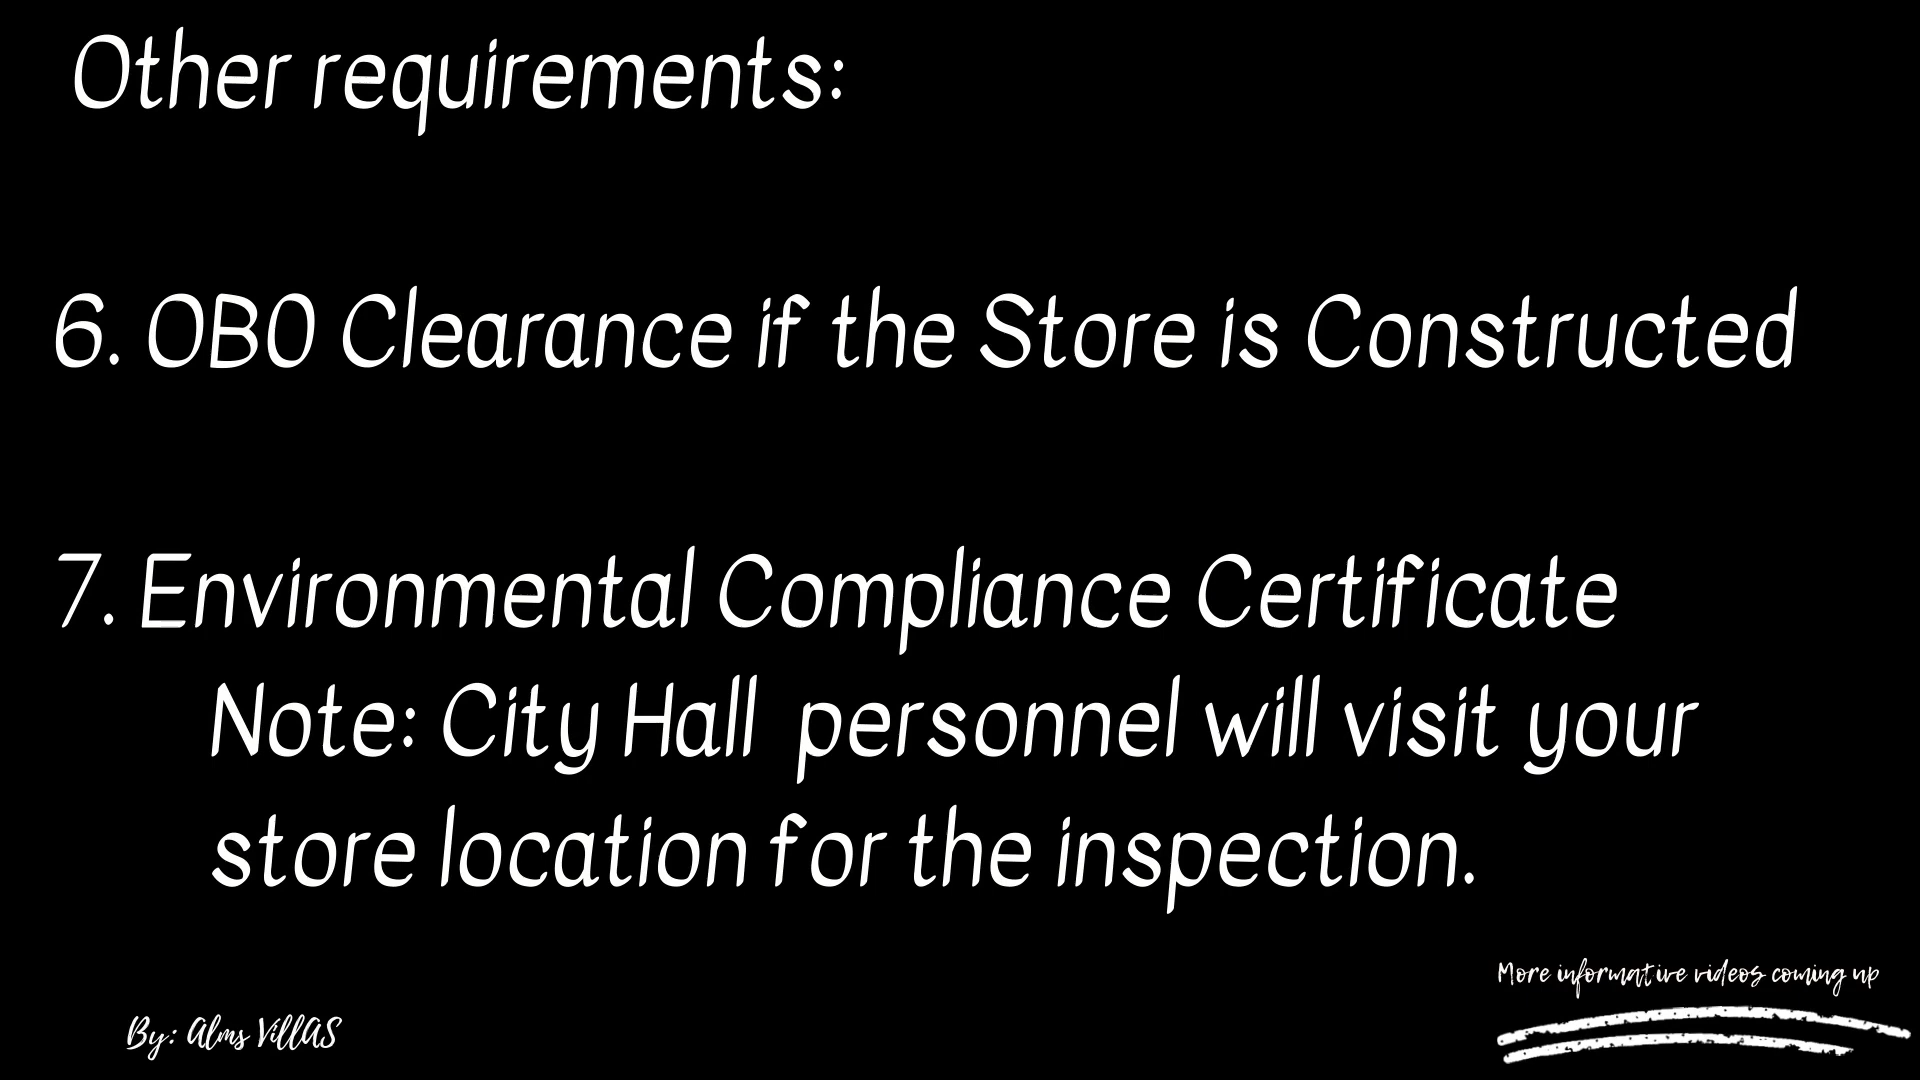 Other requirements:
6. OBO Clearance if the Store is Constructed
7. Environmental Compliance Certificate
Note: City Hall personnel will visit your
store location for the inspection.
More informative videos coming up
By: Alms VillAS